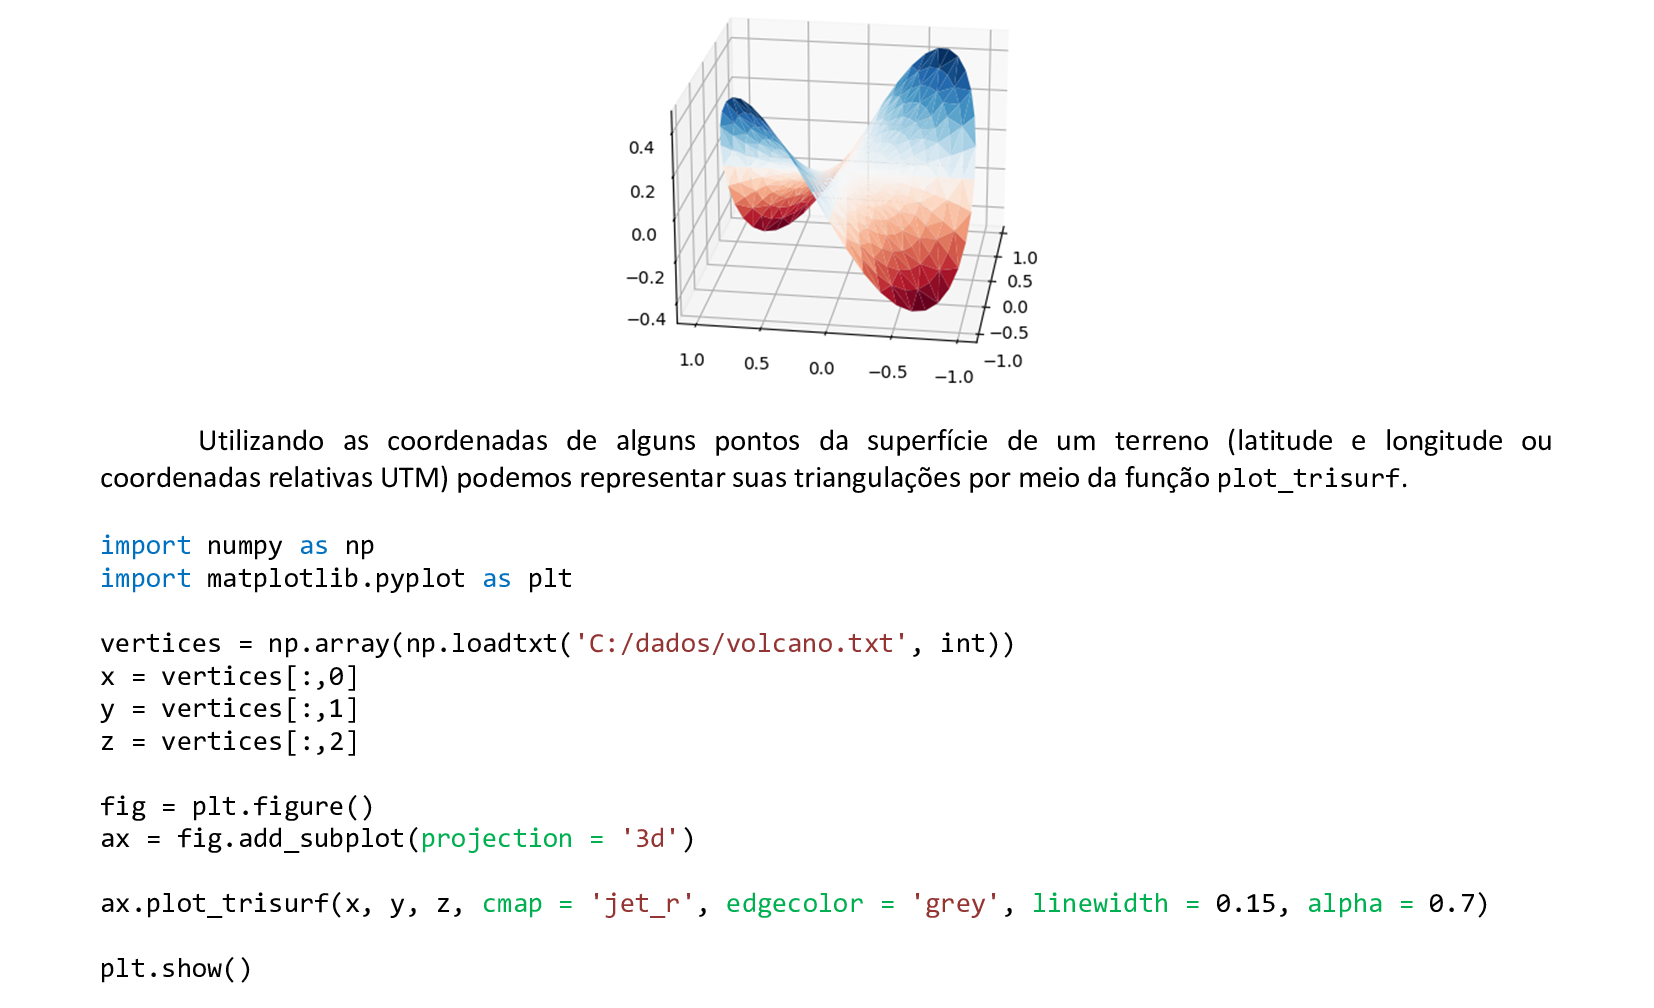 0.4
0.2
0.0
−0.2
−0.4
1.0
0.5
0.0
−0.5
−1.0
1.0
0.5
0.0
−0.5
−1.0
Utilizando as coordenadas de alguns pontos da superfície de um terreno (latitude e longitude ou
coordenadas relativas UTM) podemos representar suas triangulações por meio da função plot_trisurf.
import numpy as np
import matplotlib.pyplot as plt
vertices = np.array(np.loadtxt('C:/dados/volcano.txt', int))
x = vertices[:,0]
y = vertices[:,1]
z = vertices[:,2]
fig = plt.figure()
ax = fig.add_subplot(projection = '3d')
ax.plot_trisurf(x, y, z, cmap = 'jet_r', edgecolor = 'grey', linewidth = 0.15, alpha = 0.7)
plt.show()